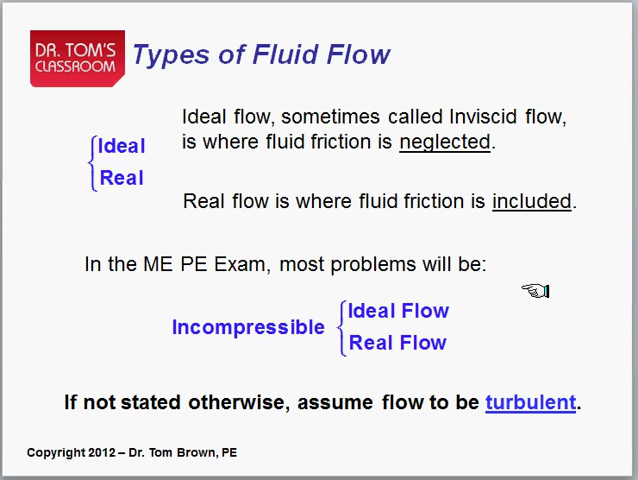 DR. TOM'S
CLASSROOM
Types of Fluid Flow
Ideal
Real
Ideal flow, sometimes called Inviscid flow,
is where fluid friction is neglected.
Real flow is where fluid friction is included.
In the ME PE Exam, most problems will be:
Incompressible
Ideal Flow
Real Flow
If not stated otherwise, assume flow to be turbulent.
Copyright 2012 – Dr. Tom Brown, PE